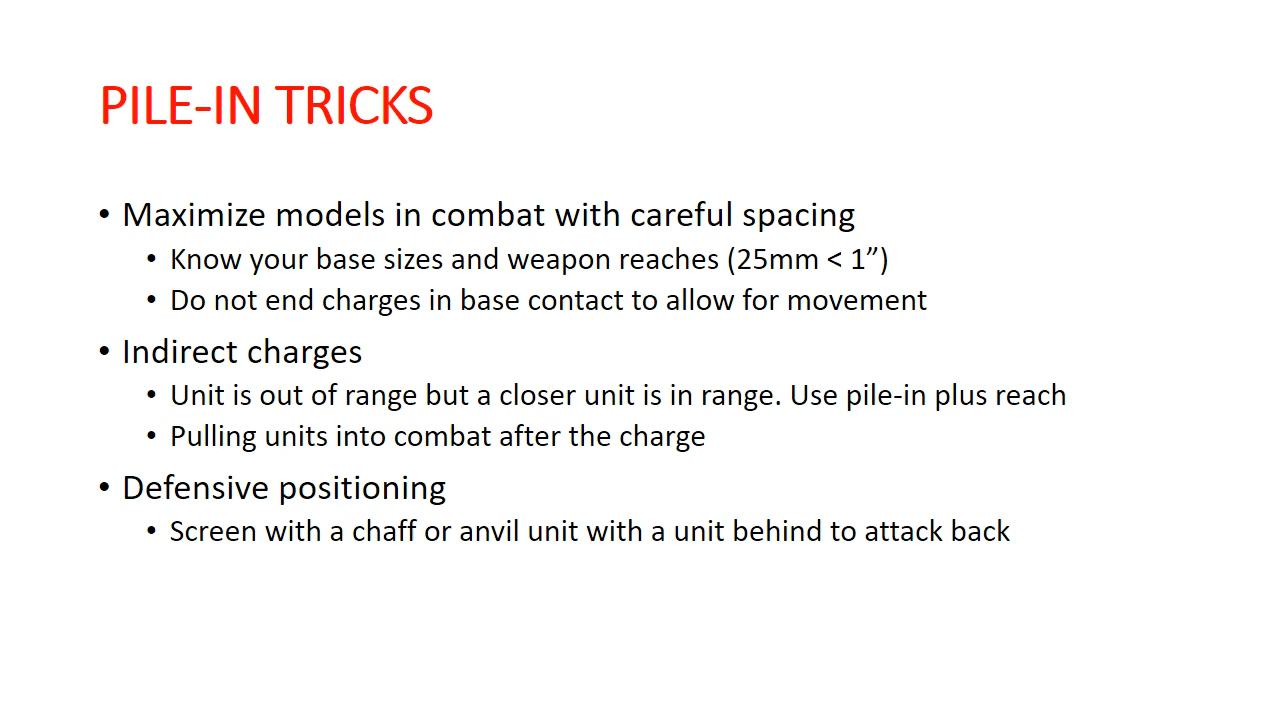 PILE-IN TRICKS
• Maximize models in combat with careful spacing
• Know your base sizes and weapon reaches (25mm < 1”)
• Do not end charges in base contact to allow for movement
• Indirect charges
• Unit is out of range but a closer unit is in range. Use pile-in plus reach
• Pulling units into combat after the charge
• Defensive positioning
• Screen with a chaff or anvil unit with a unit behind to attack back